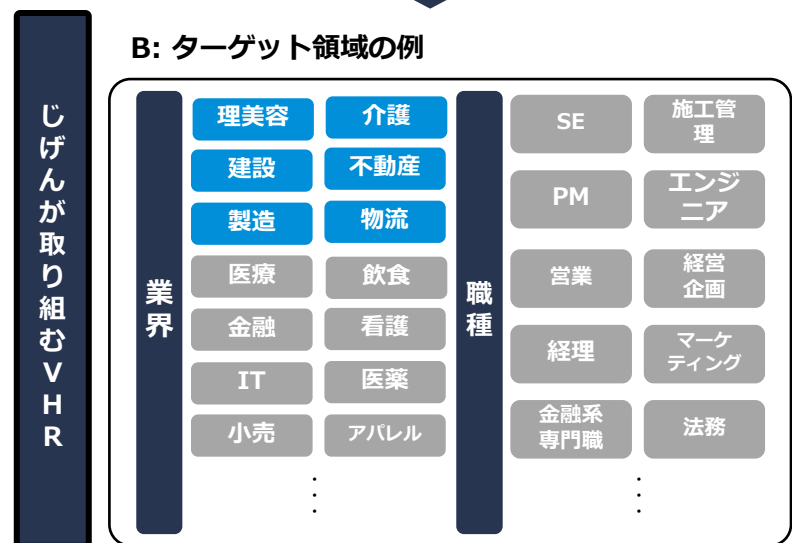 B: ターゲット領域の例
じげんが取り組むVHR
業界
理美容
介護
建設
不動産
製造
物流
医療
飲食
金融
看護
IT
医薬
小売
アパレル
・
・
・
職種
SE
施工管
理
PM
エンジ
ニア
営業
経営
企画
経理
マーケ
ティング
金融系
専門職
法務
・
・
・